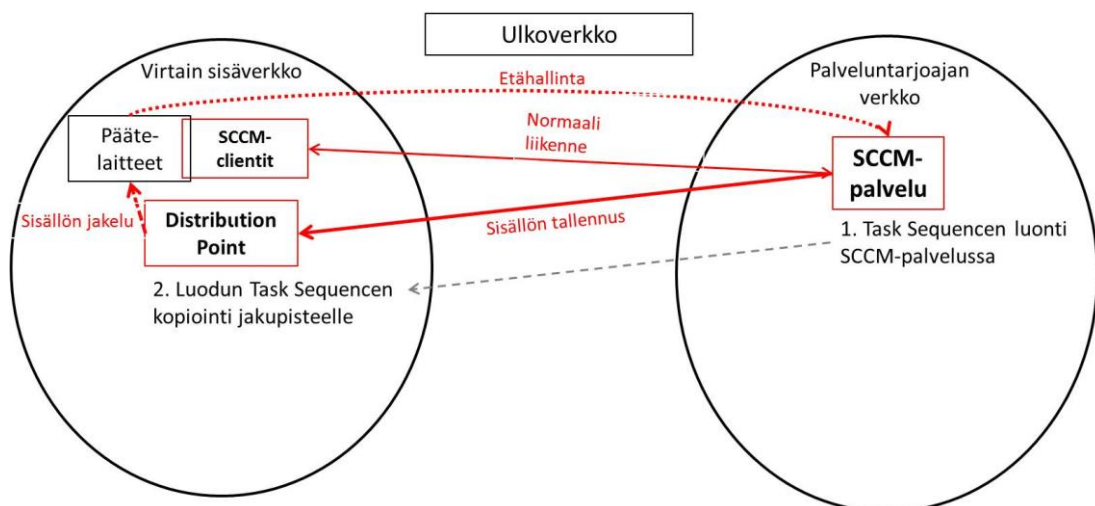 Ulkoverkko
Virtain sisäverkko
Etähallinta
Palveluntarjoajan
verkko
Pääte-
laitteet
SCCM-
clientit
Normaali
liikenne
SCCM-
palvelu
Sisällön jakelu
Distribution
Point
Sisällön tallennus
1. Task Sequencen luonti
SCCM-palvelussa
2. Luodun Task Sequencen
kopiointi jakupisteelle